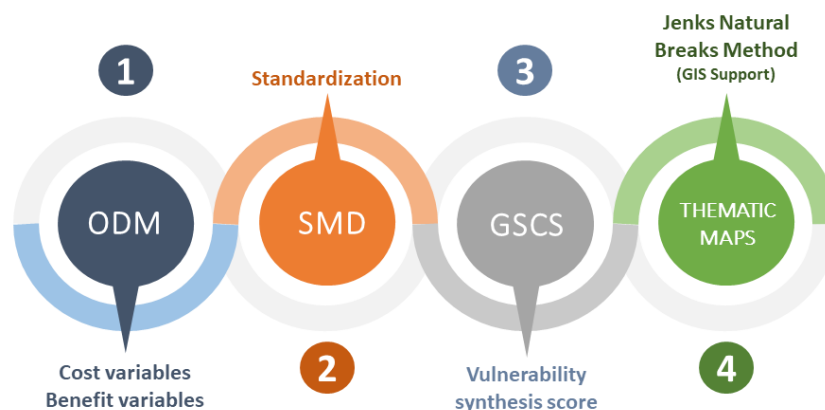 1
ODM
Cost variables
Benefit variables
Standardization
SMD
2
3
GSCS
Vulnerability
synthesis score
Jenks Natural
Breaks Method
(GIS Support)
THEMATIC
MAPS
4